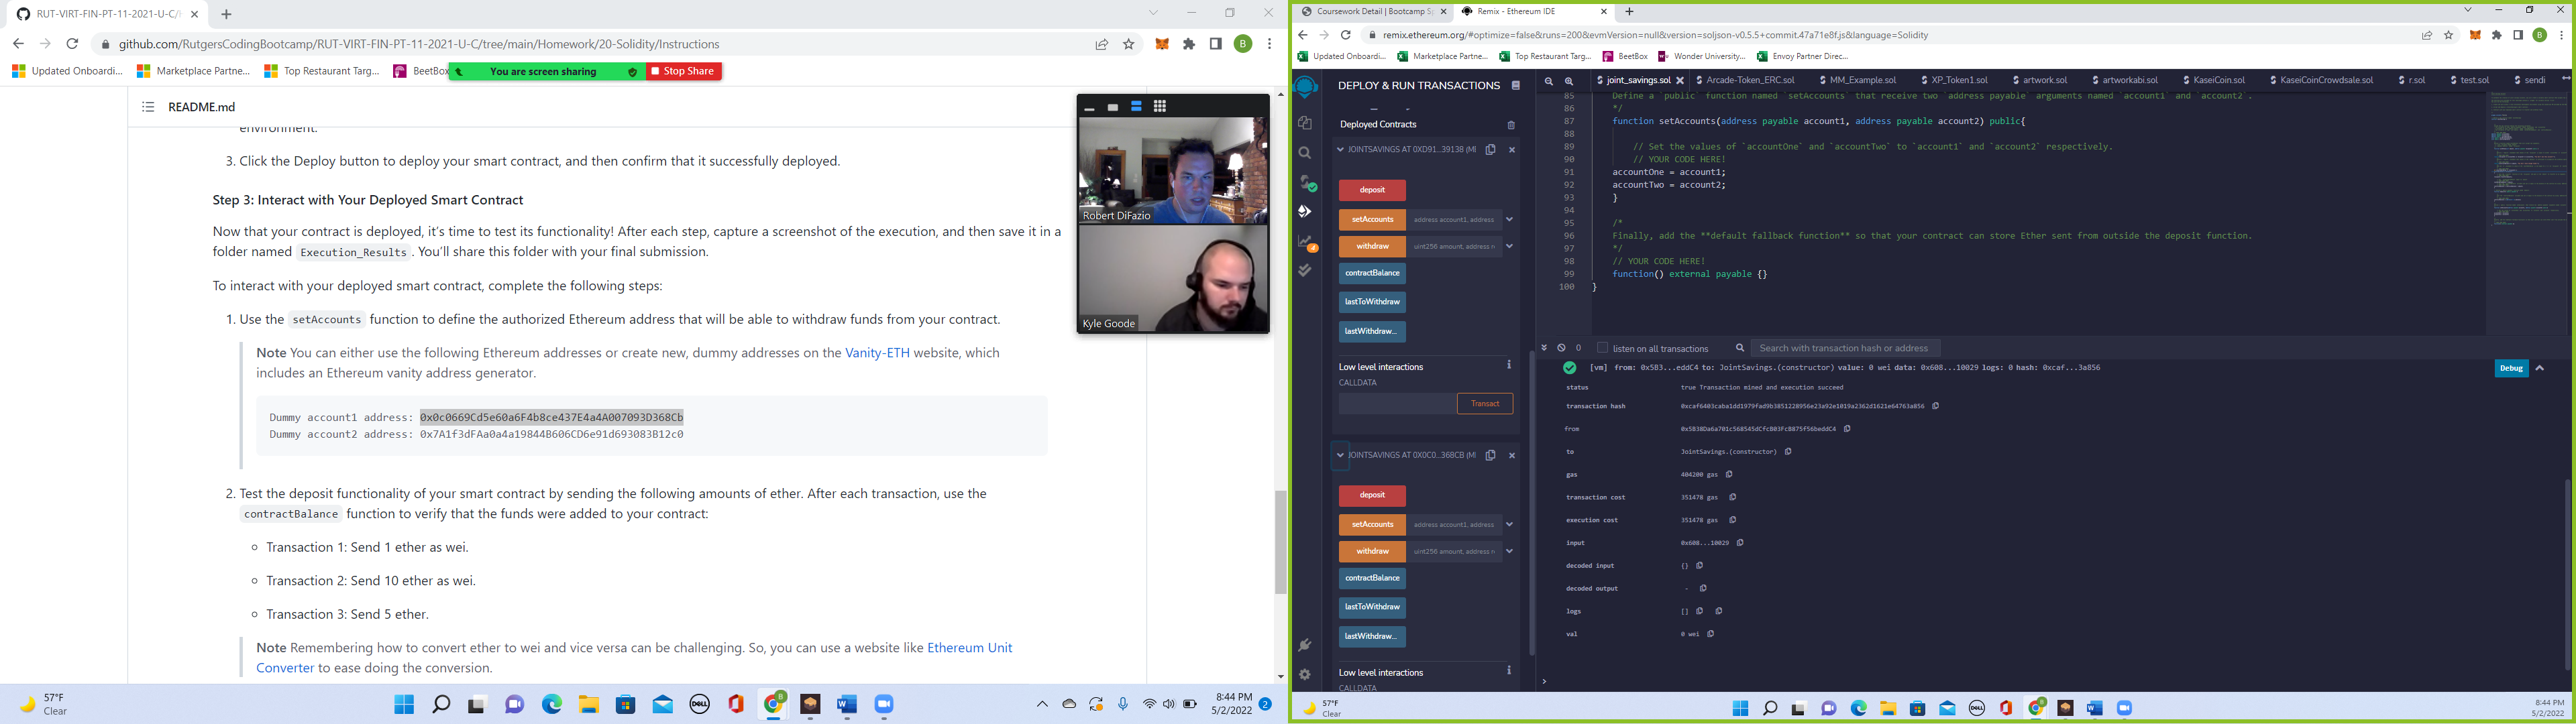 RUT-VIRT-FIN-PT-11-2021-U-C/
github.com/RutgersCodingBootcamp/RUT-VIRT-FIN-PT-11-2021-U-C/tree/main/Homework/20-Solidity/Instructions
Updated Onboardi... Marketplace Partne... Top Restaurant Targ... BeetBox
You are screen sharing Stop Share
README.md
environment.
3. Click the Deploy button to deploy your smart contract, and then confirm that it successfully deployed.
Step 3: Interact with Your Deployed Smart Contract
Now that your contract is deployed, it's time to test its functionality! After each step, capture a screenshot of the execution, and then save it in a
folder named Execution_Results . You'll share this folder with your final submission.
To interact with your deployed smart contract, complete the following steps:
1. Use the setAccounts function to define the authorized Ethereum address that will be able to withdraw funds from your contract.
Note You can either use the following Ethereum addresses or create new, dummy addresses on the Vanity-ETH website, which
includes an Ethereum vanity address generator.
Dummy account1 address: 0x0c0669Cd5e60a6F4b8ce437E4a4A007093D368Cb
Dummy account2 address: 0x7A1f3dFAa0a4a19844B606CD6e91d693083B12c0
2. Test the deposit functionality of your smart contract by sending the following amounts of ether. After each transaction, use the
contractBalance function to verify that the funds were added to your contract:
Transaction 1: Send 1 ether as wei.
Transaction 2: Send 10 ether as wei.
Transaction 3: Send 5 ether.
Note Remembering how to convert ether to wei and vice versa can be challenging. So, you can use a website like Ethereum Unit
Converter to ease doing the conversion.
Robert DiFazio
Kyle Goode
57°F
Clear
8:44 PM
5/2/2022
2
Coursework Detail | Bootcamp Sp Remix - Ethereum IDE
remix.ethereum.org/#optimize=false&runs=200&evmVersion=null&version=soljson-v0.5.5+commit.47a71e8f.js&language=Solidity
Updated Onboardi... Marketplace Partne... Top Restaurant Targ... BeetBox Wonder University... Envoy Partner Direc...
DEPLOY & RUN TRANSACTIONS
Deployed Contracts
JOINTSAVINGS AT 0XD91...39138 (MI
deposit
setAccounts address account1, address
withdraw uint256 amount, address r
contractBalance
lastToWithdraw
lastWithdraw...
Low level interactions
CALLDATA
Transact
JOINTSAVINGS AT 0X0C0...368CB (MI
deposit
setAccounts address account1, address
withdraw uint256 amount, address r
contractBalance
lastToWithdraw
lastWithdraw...
Low level interactions
CALLDATA
4
joint_savings.sol Arcade-Token_ERC.sol MM_Example.sol XP_Token1.sol artwork.sol artworkabi.sol KaseiCoin.sol KaseiCoinCrowdsale.sol r.sol test.sol sendi
85 Define a `public` function named `setAccounts` that receive two `address payable` arguments named `account1` and `account2`.
86 */
87 function setAccounts(address payable account1, address payable account2) public{
88
89 // Set the values of `accountOne` and `accountTwo` to `account1` and `account2` respectively.
90 // YOUR CODE HERE!
91 accountOne = account1;
92 accountTwo = account2;
93 }
94
95 /*
96 Finally, add the **default fallback function** so that your contract can store Ether sent from outside the deposit function.
97 */
98 // YOUR CODE HERE!
99 function() external payable {}
100 }
0 listen on all transactions Search with transaction hash or address
[vm] from: 0x5B3...eddC4 to: JointSavings.(constructor) value: 0 wei data: 0x608...10029 logs: 0 hash: 0xcaf...3a856 Debug
status true Transaction mined and execution succeed
transaction hash 0xcaf6403caba1dd1979fad9b3851228956e23a92e1019a2362d1621e64763a856
from 0x5B38Da6a701c568545dCfcB03FcB875f56beddC4
to JointSavings.(constructor)
gas 404200 gas
transaction cost 351478 gas
execution cost 351478 gas
input 0x608...10029
decoded input {}
decoded output -
logs []
val 0 wei
>
57°F
Clear
8:44 PM
5/2/2022